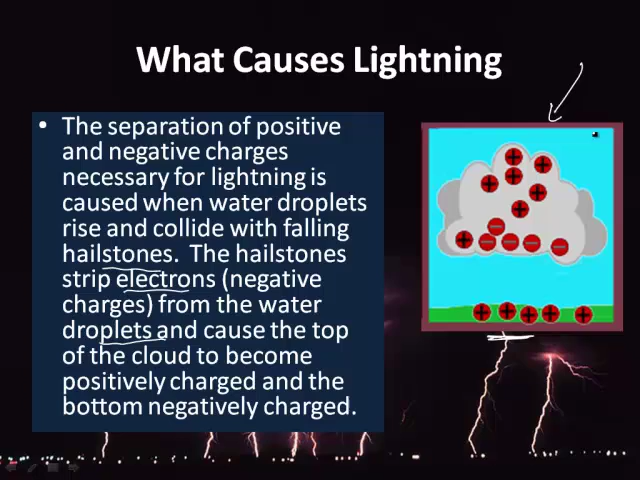 What Causes Lightning
• The separation of positive
and negative charges
necessary for lightning is
caused when water droplets
rise and collide with falling
hailstones. The hailstones
strip electrons (negative
charges) from the water
droplets and cause the top
of the cloud to become
positively charged and the
bottom negatively charged.